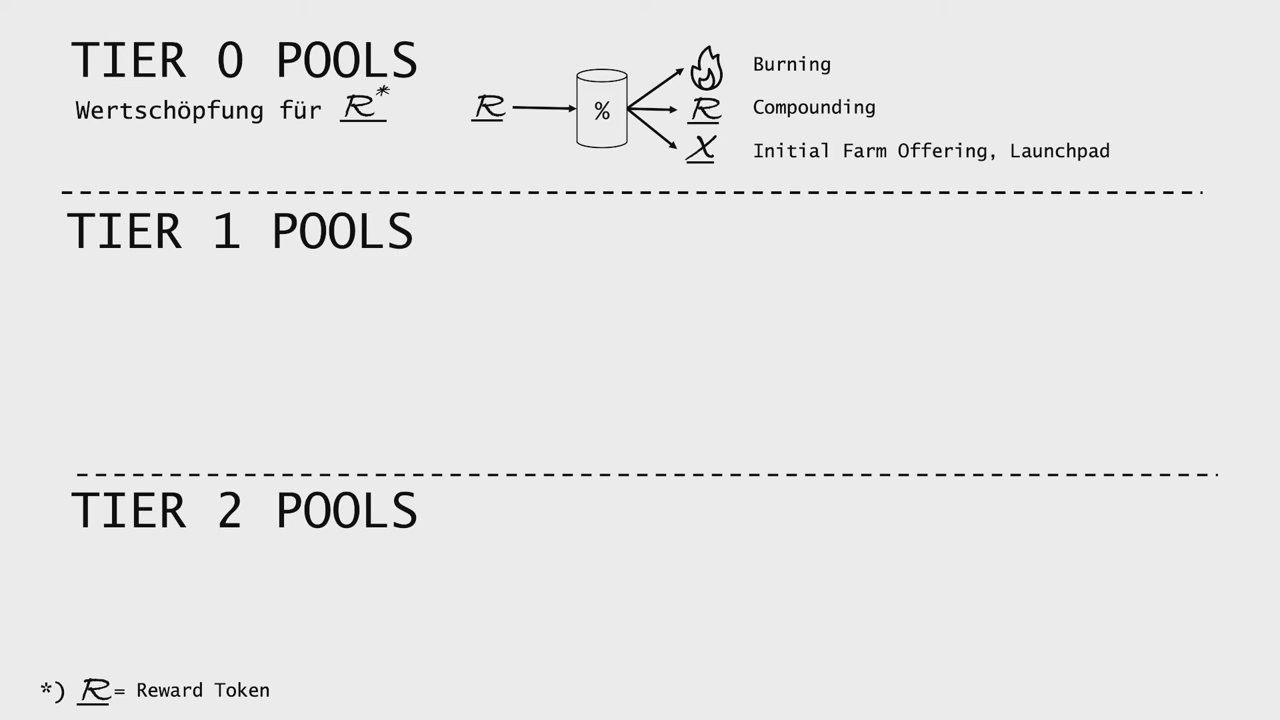 TIER 0 POOLS
Wertschöpfung für R*
R % Burning
R Compounding
X Initial Farm Offering, Launchpad
TIER 1 POOLS
TIER 2 POOLS
*) R = Reward Token